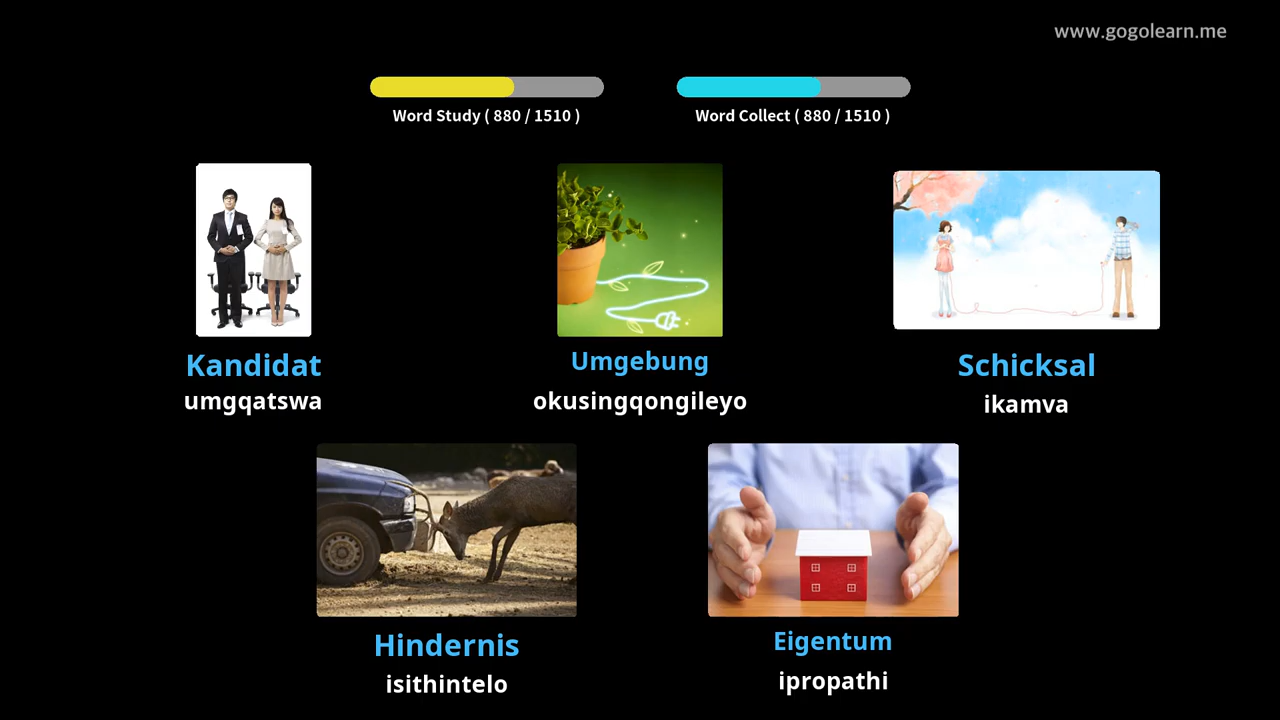 www.gogolearn.me
Word Study ( 880 / 1510 )
Word Collect ( 880 / 1510 )
Kandidat
umgqatswa
Umgebung
okusingqongileyo
Schicksal
ikamva
Hindernis
isithintelo
Eigentum
ipropathi